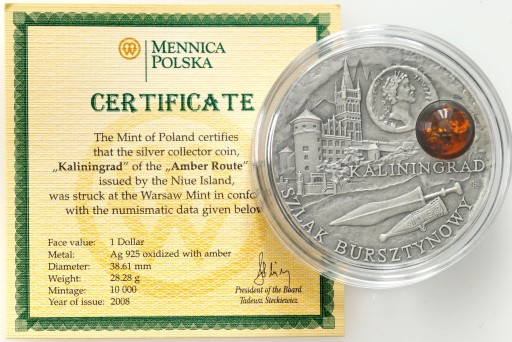 MENNICA
POLSKA
CERTIFICATE
The Mint of Poland certifies
that the silver collector coin,
„Kaliningrad" of the „Amber Route"
issued by the Niue Island,
was struck at the Warsaw Mint in confo
with the numismatic data given below
Face value: 1 Dollar
Metal: Ag 925 oxidized with amber
Diameter: 38.61 mm
Weight: 28.28 g
Mintage: 10 000
Year of issue: 2008
President of the Board
Tadeusz Steckiewicz
KALININGRAD
SZLAK BURSZTYNOWY